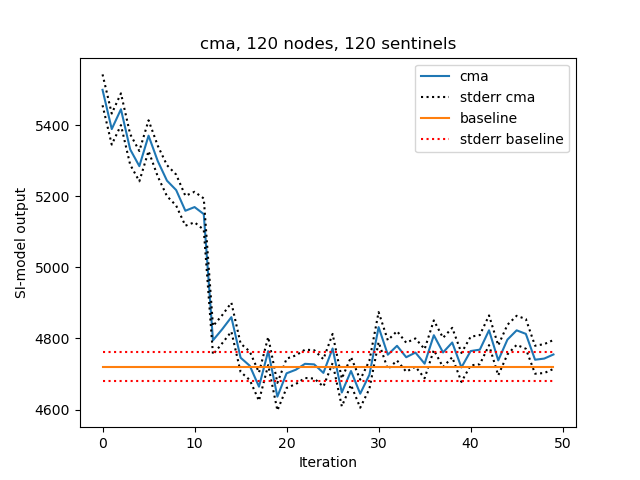 cma, 120 nodes, 120 sentinels
cma
stderr cma
baseline
stderr baseline
SI-model output
5400
5200
5000
4800
4600
0
10
20
30
40
50
Iteration